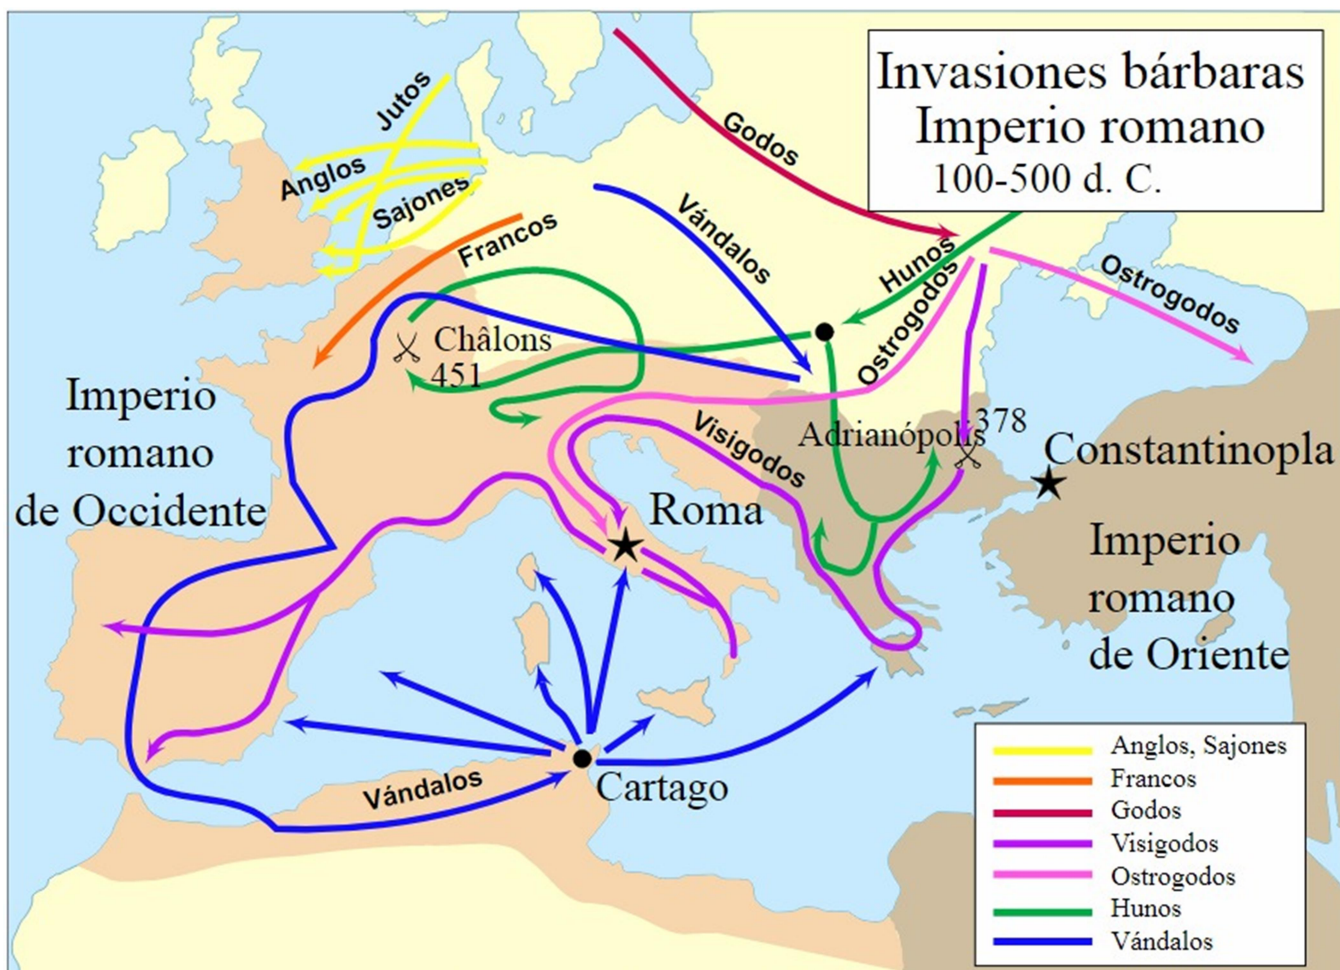 Invasiones bárbaras
Imperio romano
100-500 d. C.
Jutos
Anglos
Sajones
Francos
Godos
Vándalos
Hunos
Ostrogodos
Ostrogodos
Châlons
451
Imperio
romano
de Occidente
Visigodos
Adrianópolis
378
Constantinopla
Roma
Imperio
romano
de Oriente
Vándalos
Cartago
Anglos, Sajones
Francos
Godos
Visigodos
Ostrogodos
Hunos
Vándalos